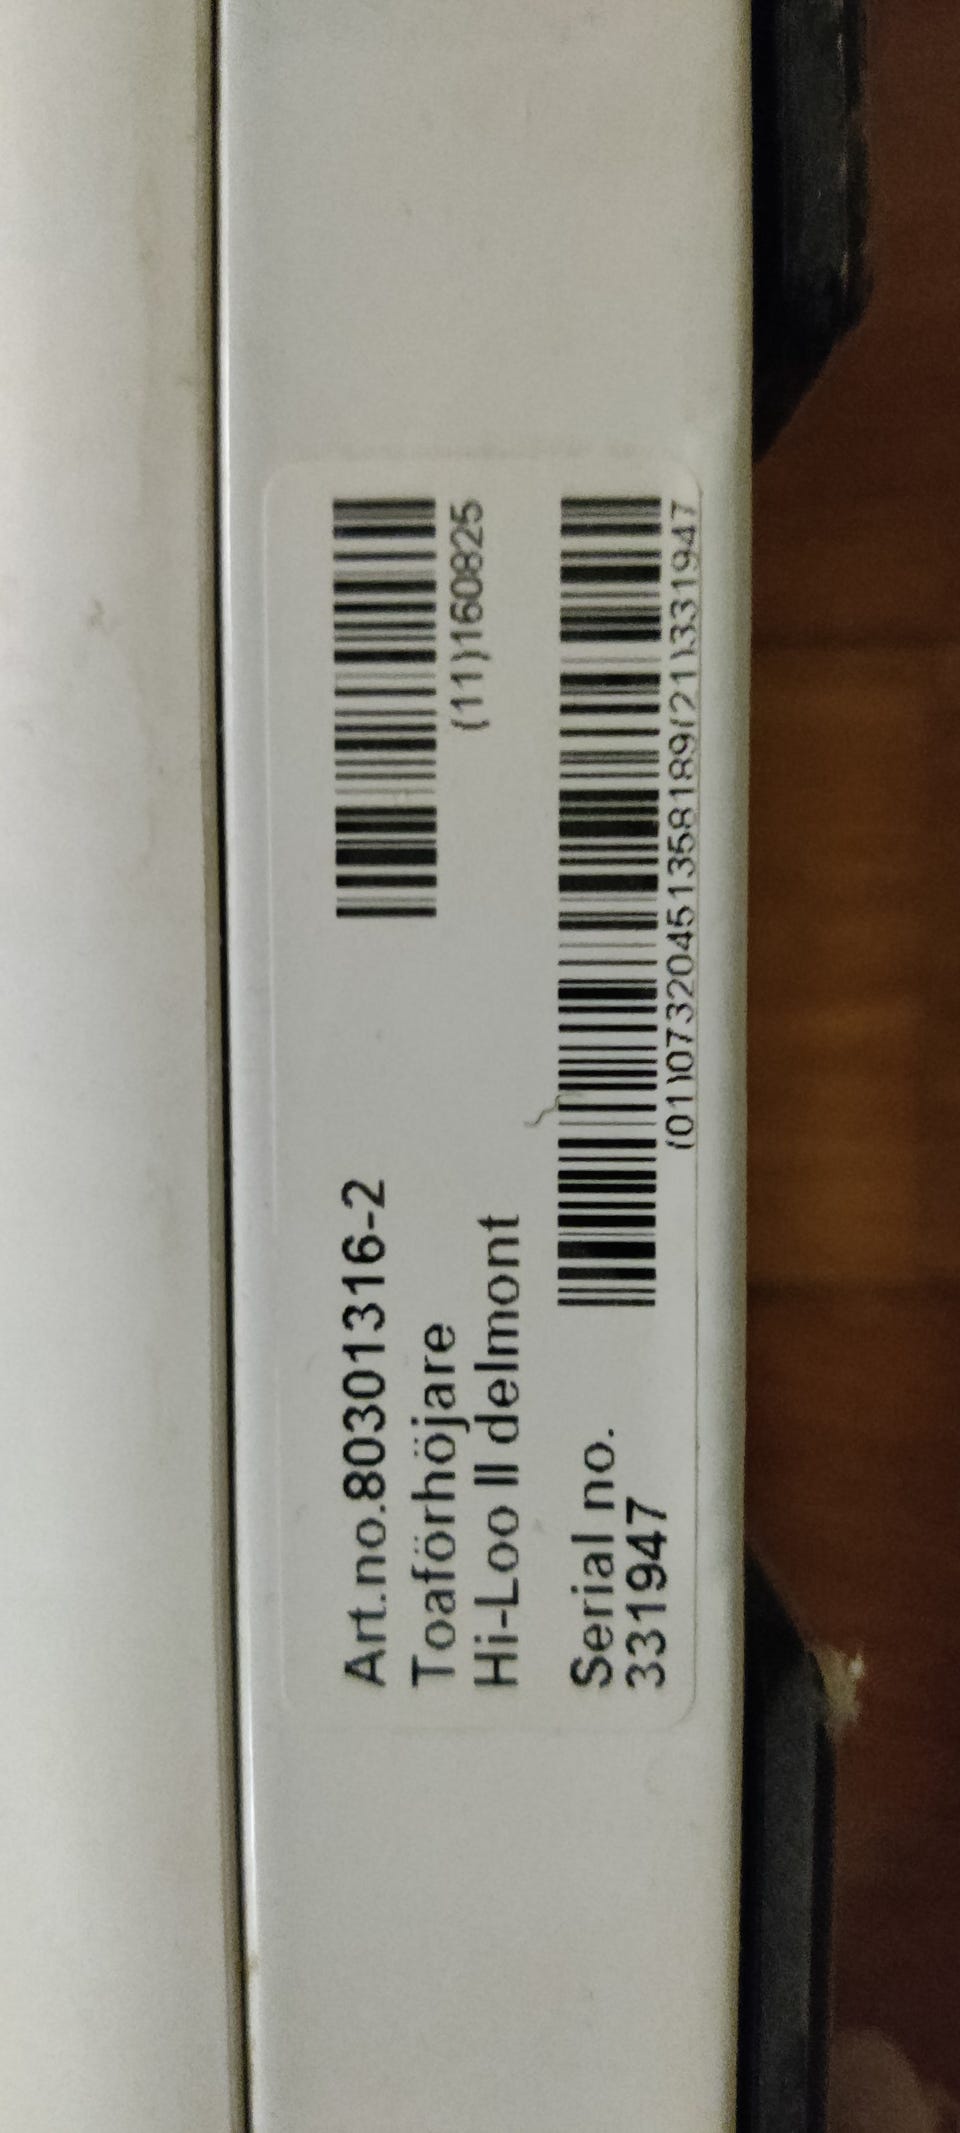 Art.no.80301316-2
Toaförhöjare
Hi-Loo II delmont
(11)160825
Serial no.
331947
(01)07320451358189(21)331947